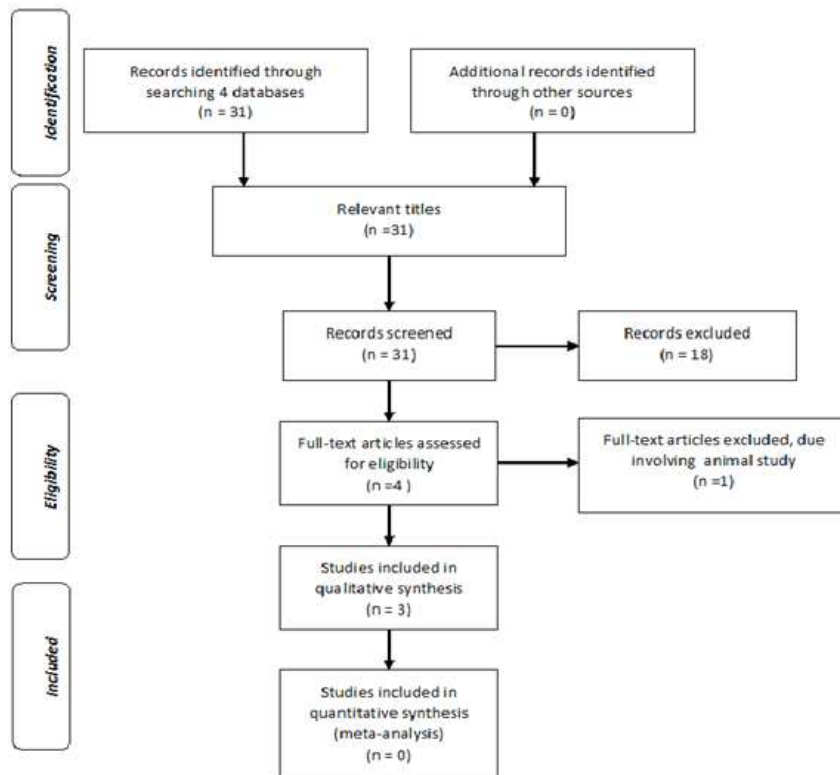 Identification
Records identified through
searching 4 databases
(n = 31)
Additional records identified
through other sources
(n = 0)
Screening
Relevant titles
(n =31)
Records screened
(n = 31)
Records excluded
(n = 18)
Eligibility
Full-text articles assessed
for eligibility
(n =4 )
Full-text articles excluded, due
involving animal study
(n =1)
Included
Studies included in
qualitative synthesis
(n = 3)
Studies included in
quantitative synthesis
(meta-analysis)
(n = 0)